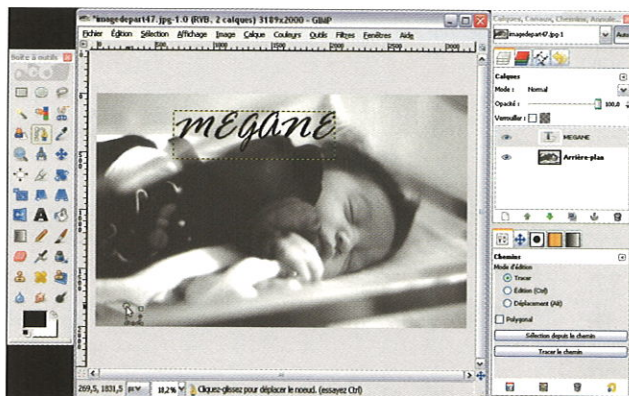 *imagedepart47.jpg-1.0 (RVB, 2 calques) 3189x2000 – GIMP
Fichier Édition Sélection Affichage Image Calque Couleurs Outils Filtres Fenêtres Aide
Boîte à outils
MEGANE
269,5, 1831,5 px 18,2% Cliquez-glissez pour déplacer le noeud. (essayez Ctrl)
Calques, Canaux, Chemins, Annule...
imagedepart47.jpg-1 Auto
Calques
Mode : Normal
Opacité : 100,0
Verrouiller :
MEGANE
Arrière-plan
Chemins
Mode d'édition
Tracer
Édition (Ctrl)
Déplacement (Alt)
Polygonal
Sélection depuis le chemin
Tracer le chemin